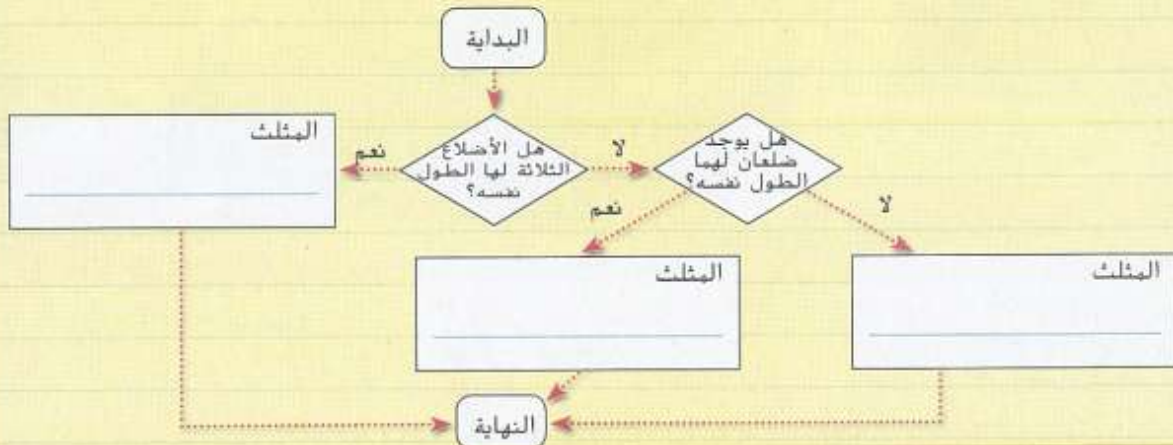 البداية
هل الأضلاع
الثلاثة لها الطول
نفسه؟
نعم
المثلث
لا
هل يوجد
ضلعان لهما
الطول نفسه؟
نعم
المثلث
لا
المثلث
النهاية